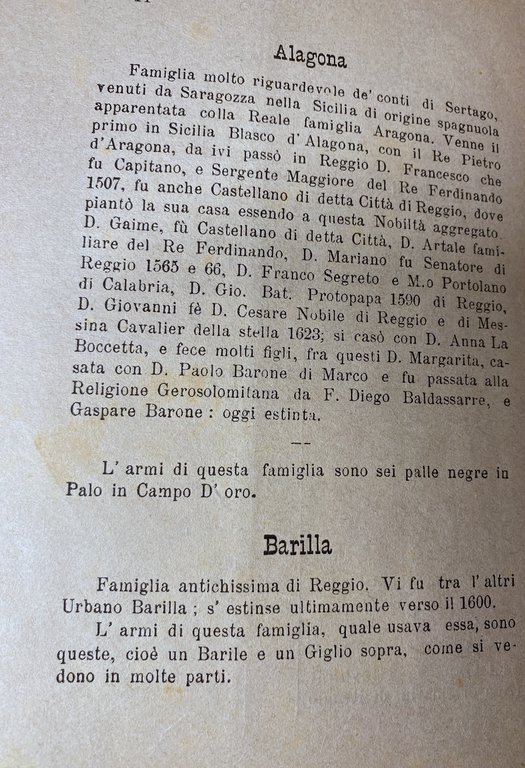 Alagona
Famiglia molto riguardevole de' conti di Sertago,
venuti da Saragozza nella Sicilia di origine spagnuola
apparentata colla Reale famiglia Aragona. Venne il
primo in Sicilia Blasco d'Alagona, con il Re Pietro
d'Aragona, da ivi passò in Reggio D. Francesco che
fu Capitano, e Sergente Maggiore del Re Ferdinando
1507, fu anche Castellano di detta Città di Reggio, dove
piantò la sua casa essendo a questa Nobiltà aggregato
D. Gaime, fù Castellano di detta Città, D. Artale fami-
liare del Re Ferdinando, D. Mariano fu Senatore di
Reggio 1565 e 66, D. Franco Segreto e M.o Portolano
di Calabria, D. Gio. Bat. Protopapa 1590 di Reggio,
D. Giovanni fè D. Cesare Nobile di Reggio e di Mes-
sina Cavalier della stella 1623; si casò con D. Anna La
Boccetta, e fece molti figli, fra questi D. Margarita, ca-
sata con D. Paolo Barone di Marco e fu passata alla
Religione Gerosolomitana da F. Diego Baldassarre, e
Gaspare Barone : oggi estinta.
L' armi di questa famiglia sono sei palle negre in
Palo in Campo D' oro.
Barilla
Famiglia antichissima di Reggio. Vi fu tra l'altri
Urbano Barilla ; s' estinse ultimamente verso il 1600.
L' armi di questa famiglia, quale usava essa, sono
queste, cioè un Barile e un Giglio sopra, come si ve-
dono in molte parti.